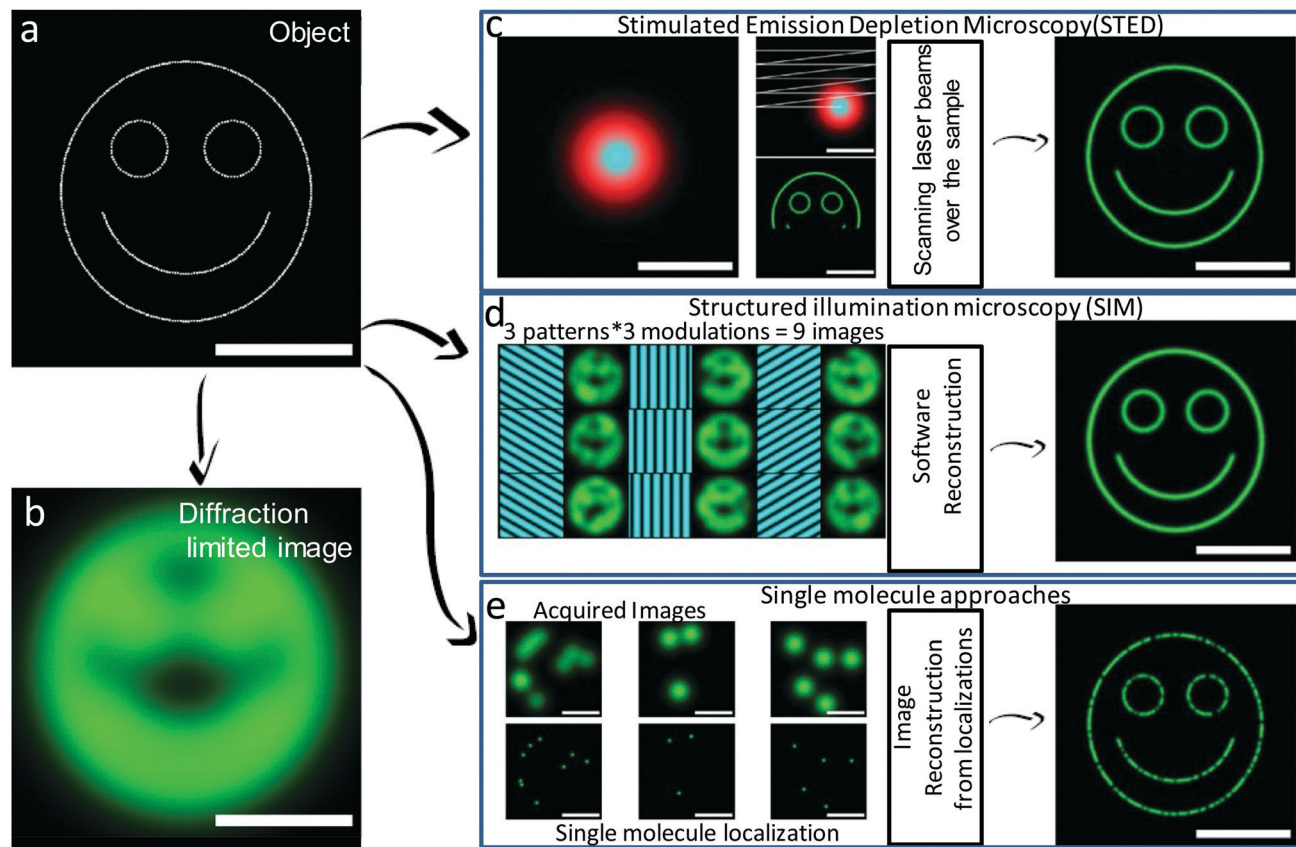 a
Object
b
Diffraction
limited image
c
Stimulated Emission Depletion Microscopy(STED)
Scanning laser beams
over the sample
d
Structured illumination microscopy (SIM)
3 patterns*3 modulations = 9 images
Software
Reconstruction
e
Single molecule approaches
Acquired Images
Single molecule localization
Image
Reconstruction
from localizations